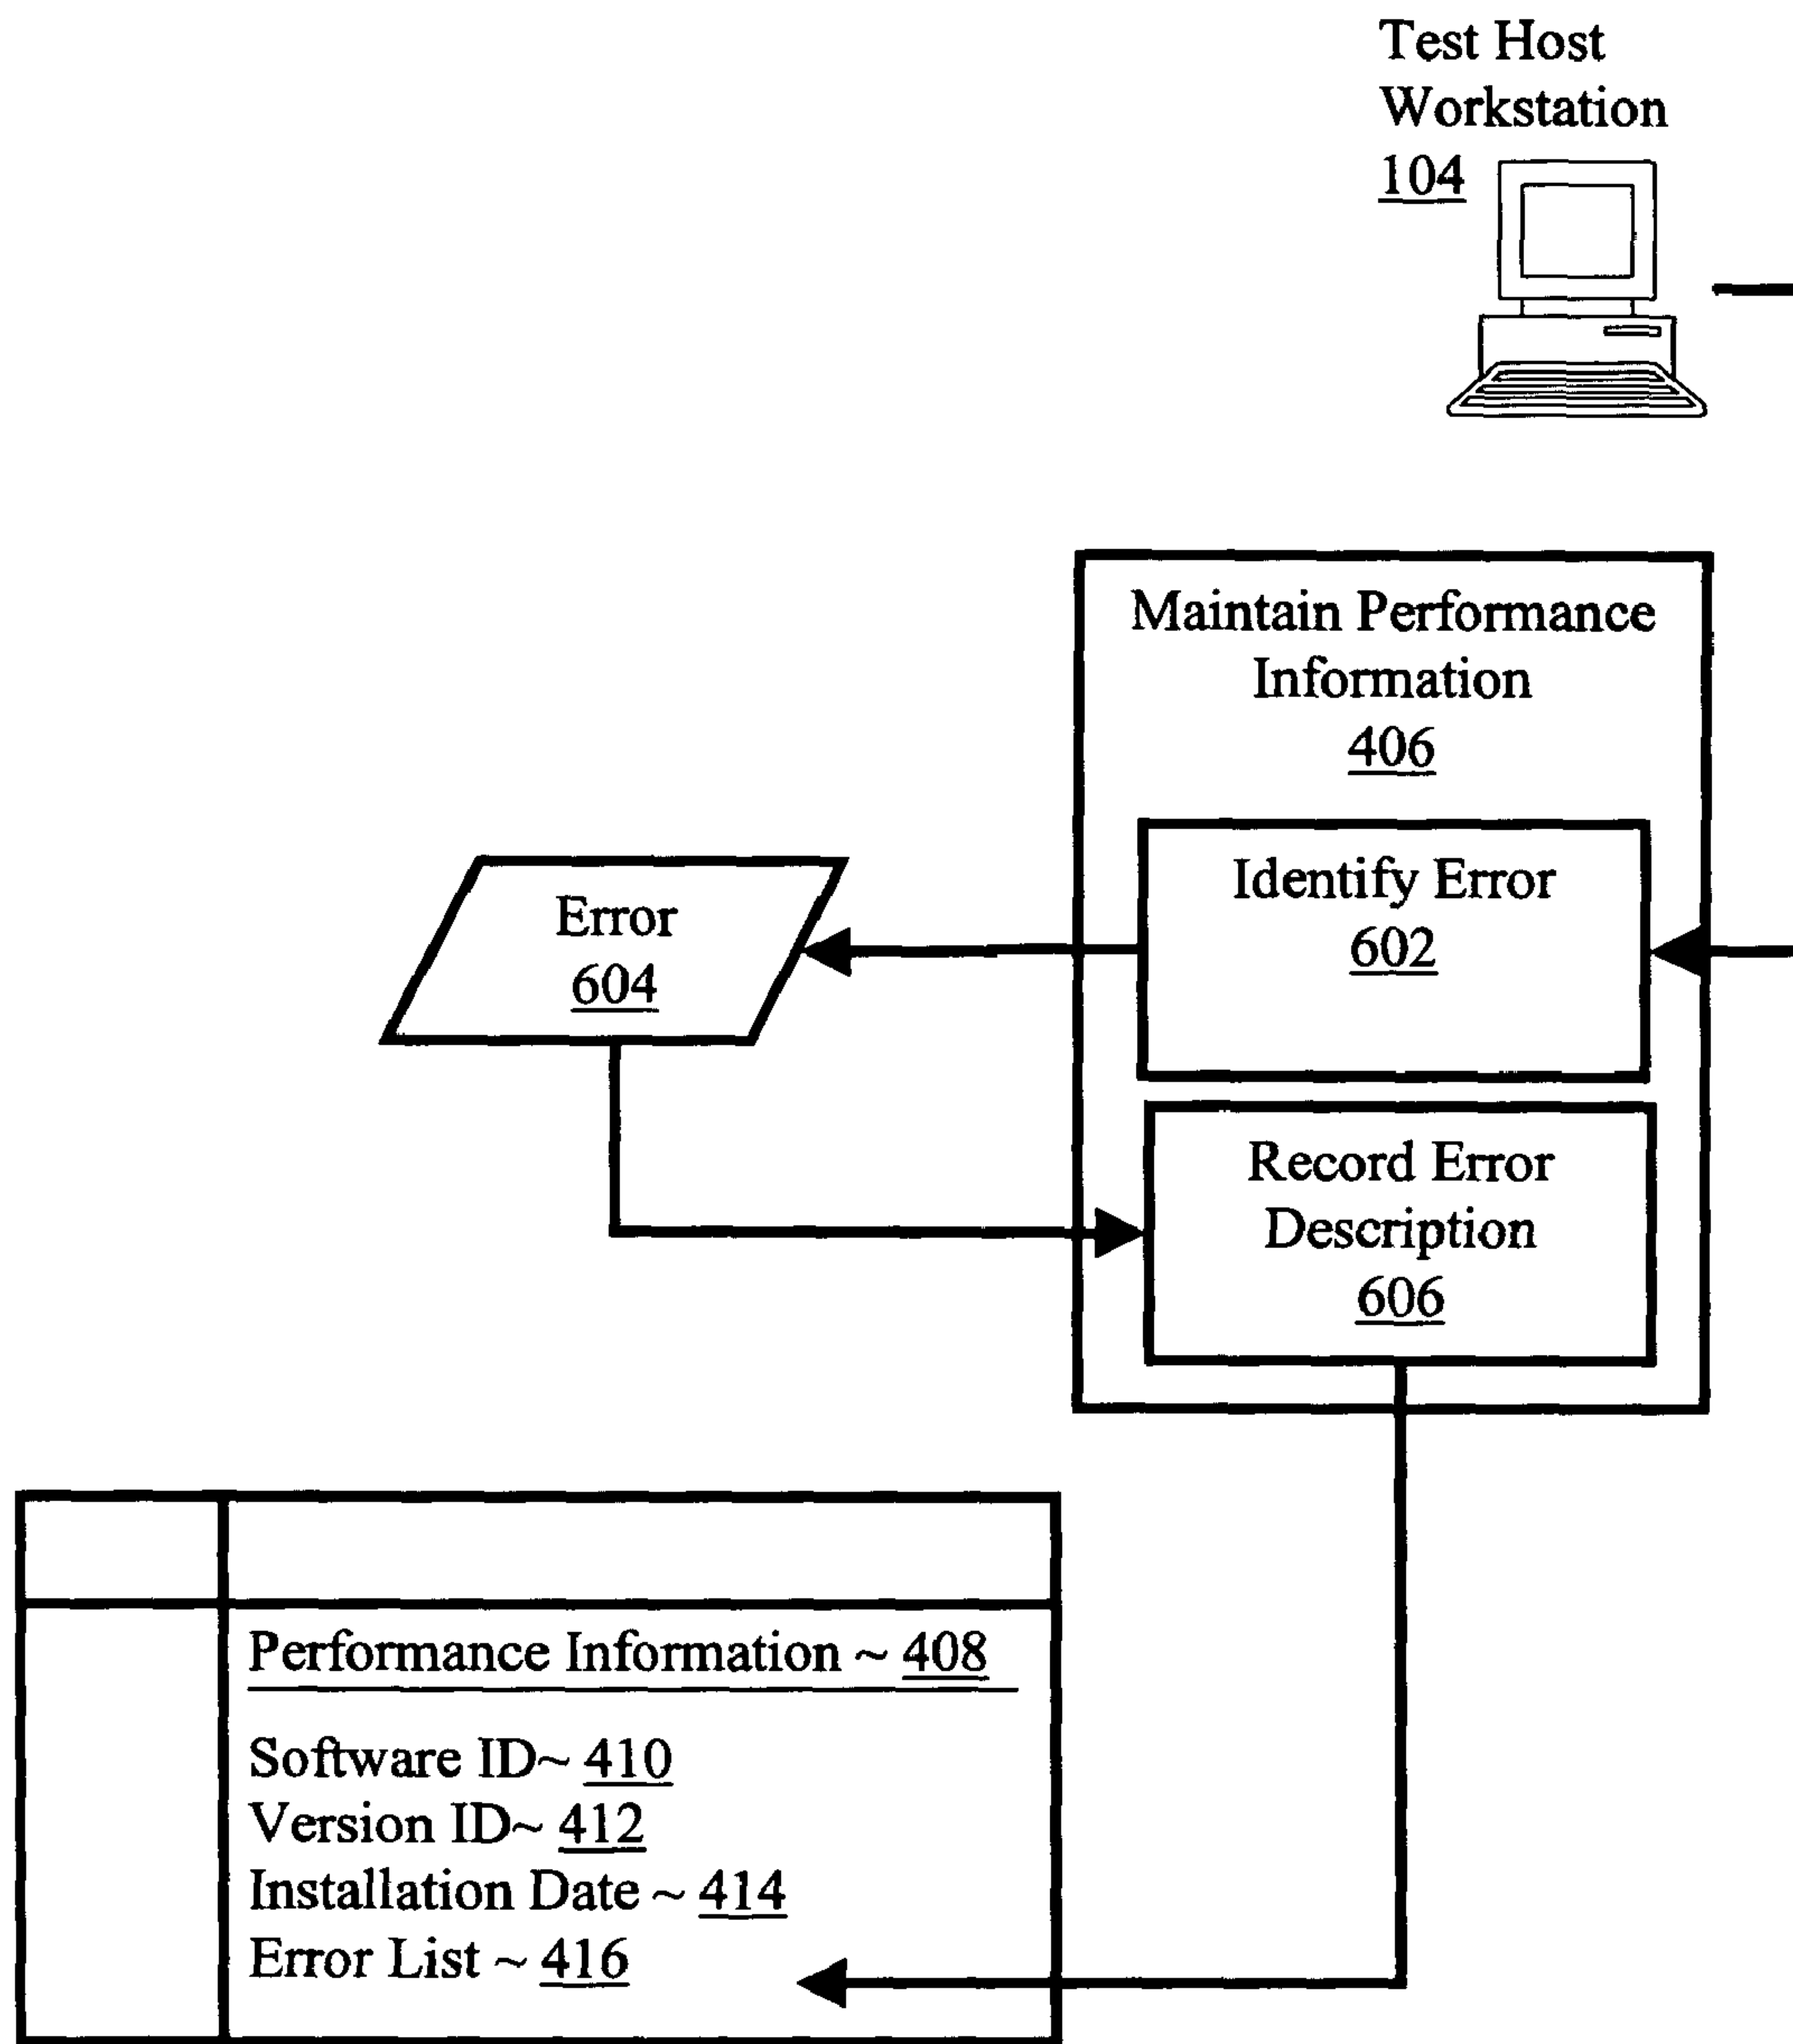 Test Host
Workstation
104
Maintain Performance
Information
406
Identify Error
602
Error
604
Record Error
Description
606
Performance Information ~ 408
Software ID~ 410
Version ID~ 412
Installation Date ~ 414
Error List ~ 416